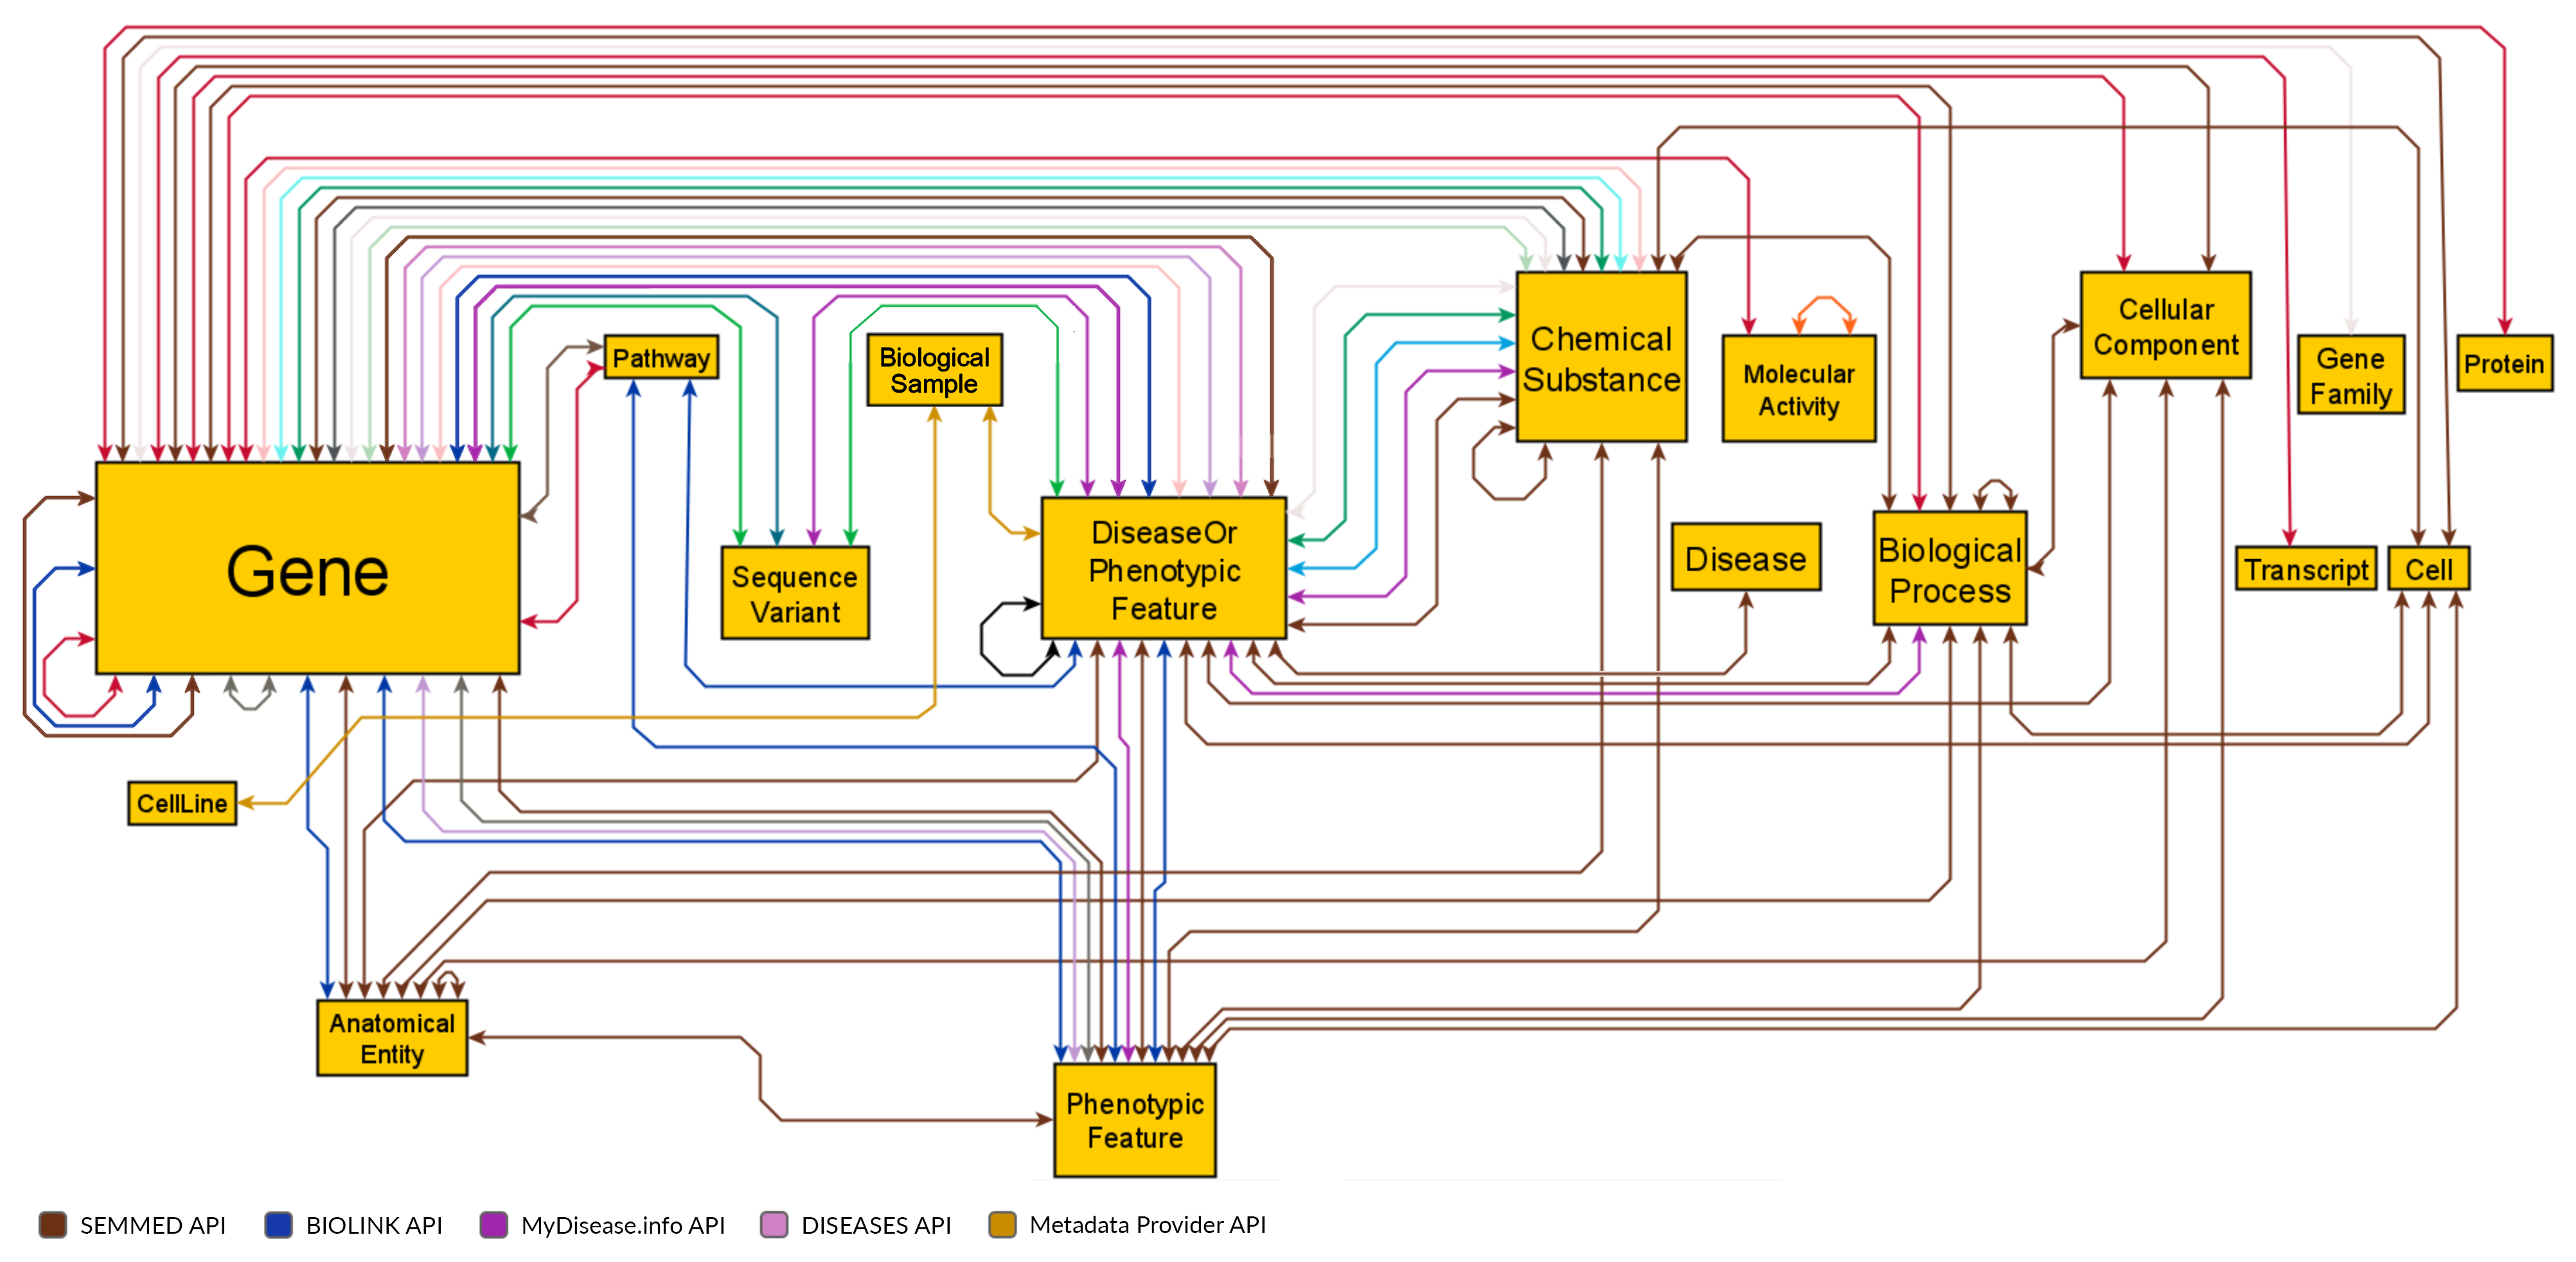 Pathway
Biological
Sample
Chemical
Substance
Molecular
Activity
Cellular
Component
Gene
Family
Protein
Gene
Sequence
Variant
DiseaseOr
Phenotypic
Feature
Disease
Biological
Process
Transcript
Cell
CellLine
Anatomical
Entity
Phenotypic
Feature
SEMMED API
BIOLINK API
MyDisease.info API
DISEASES API
Metadata Provider API